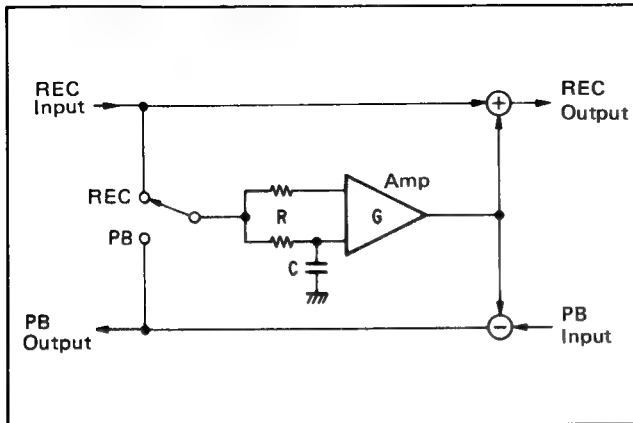 REC
Input
REC
Output
REC
Amp
R
G
PB
C
PB
Output
PB
Input
+
−